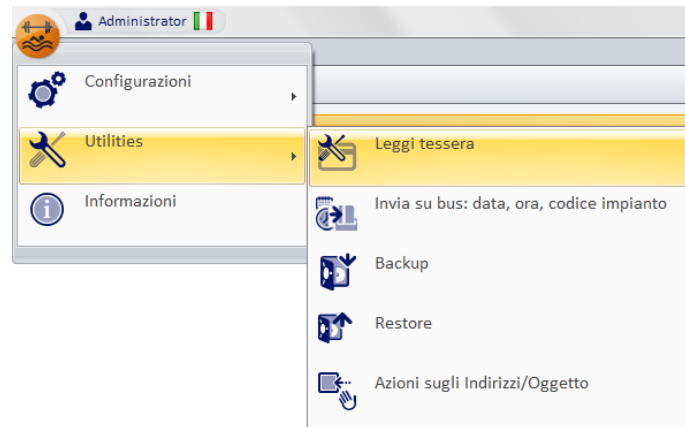 Administrator
Configurazioni
Utilities
Informazioni
Leggi tessera
Invia su bus: data, ora, codice impianto
Backup
Restore
Azioni sugli Indirizzi/Oggetto